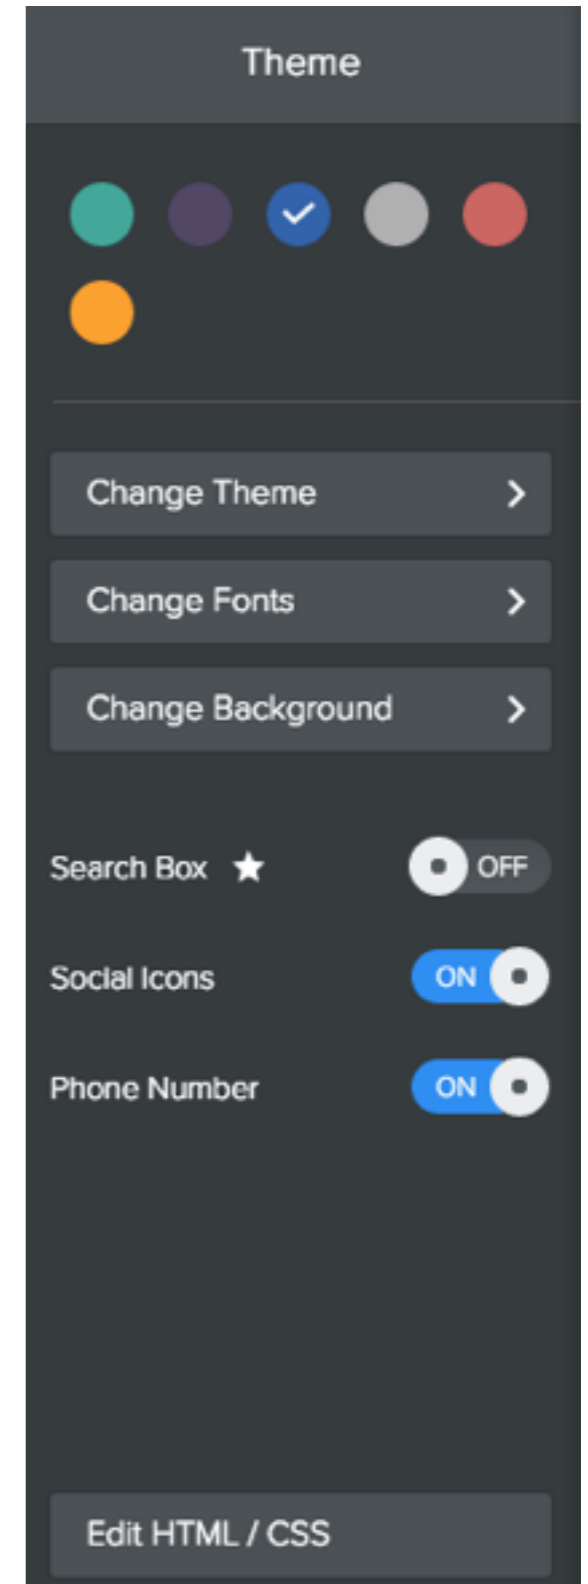 Theme
Change Theme
Change Fonts
Change Background
Search Box OFF
Social Icons ON
Phone Number ON
Edit HTML / CSS